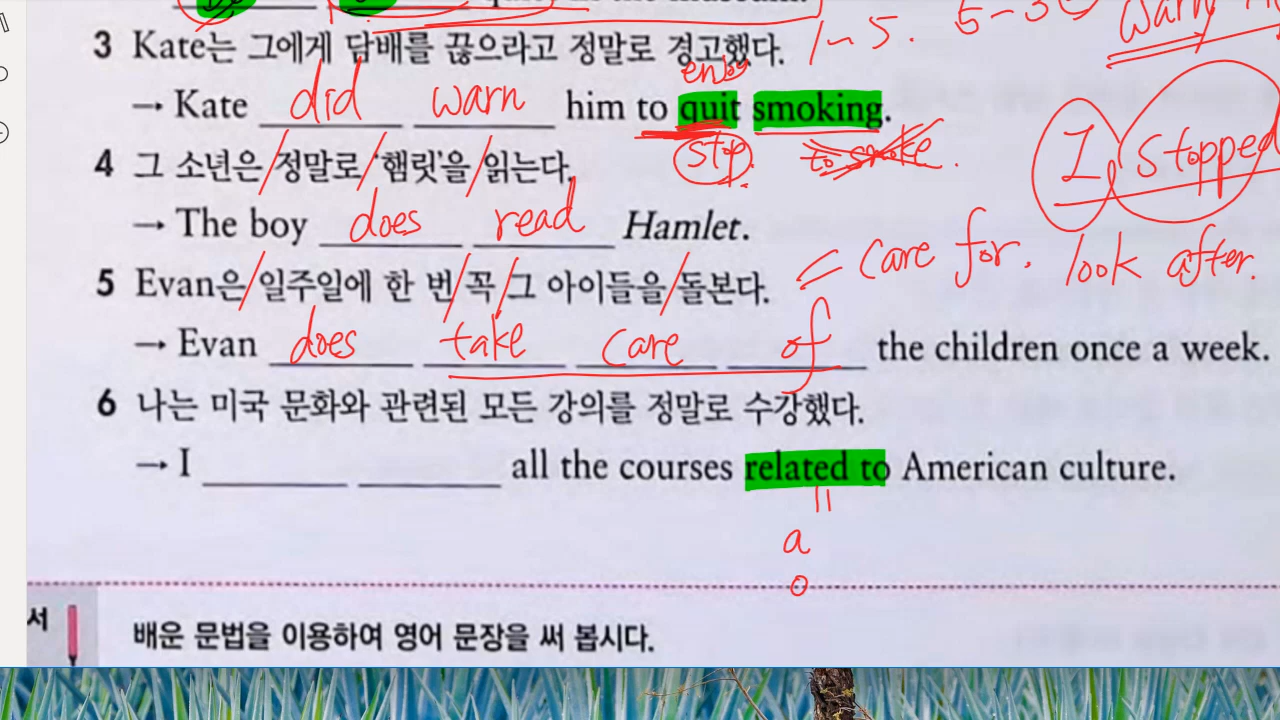 3 Kate는 그에게 담배를 끊으라고 정말로 경고했다. 1~5. 5-3
warn
enjoy
→ Kate did warn him to quit smoking.
stop. to smoke.
I stopped
4 그 소년은/정말로/'햄릿'을/읽는다.
→ The boy does read Hamlet.
= care for. look after.
5 Evan은/일주일에 한 번/꼭/그 아이들을/돌본다.
→ Evan does take care of the children once a week.
6 나는 미국 문화와 관련된 모든 강의를 정말로 수강했다.
→ I ____ ____ all the courses related to American culture.
a
o
서 배운 문법을 이용하여 영어 문장을 써 봅시다.